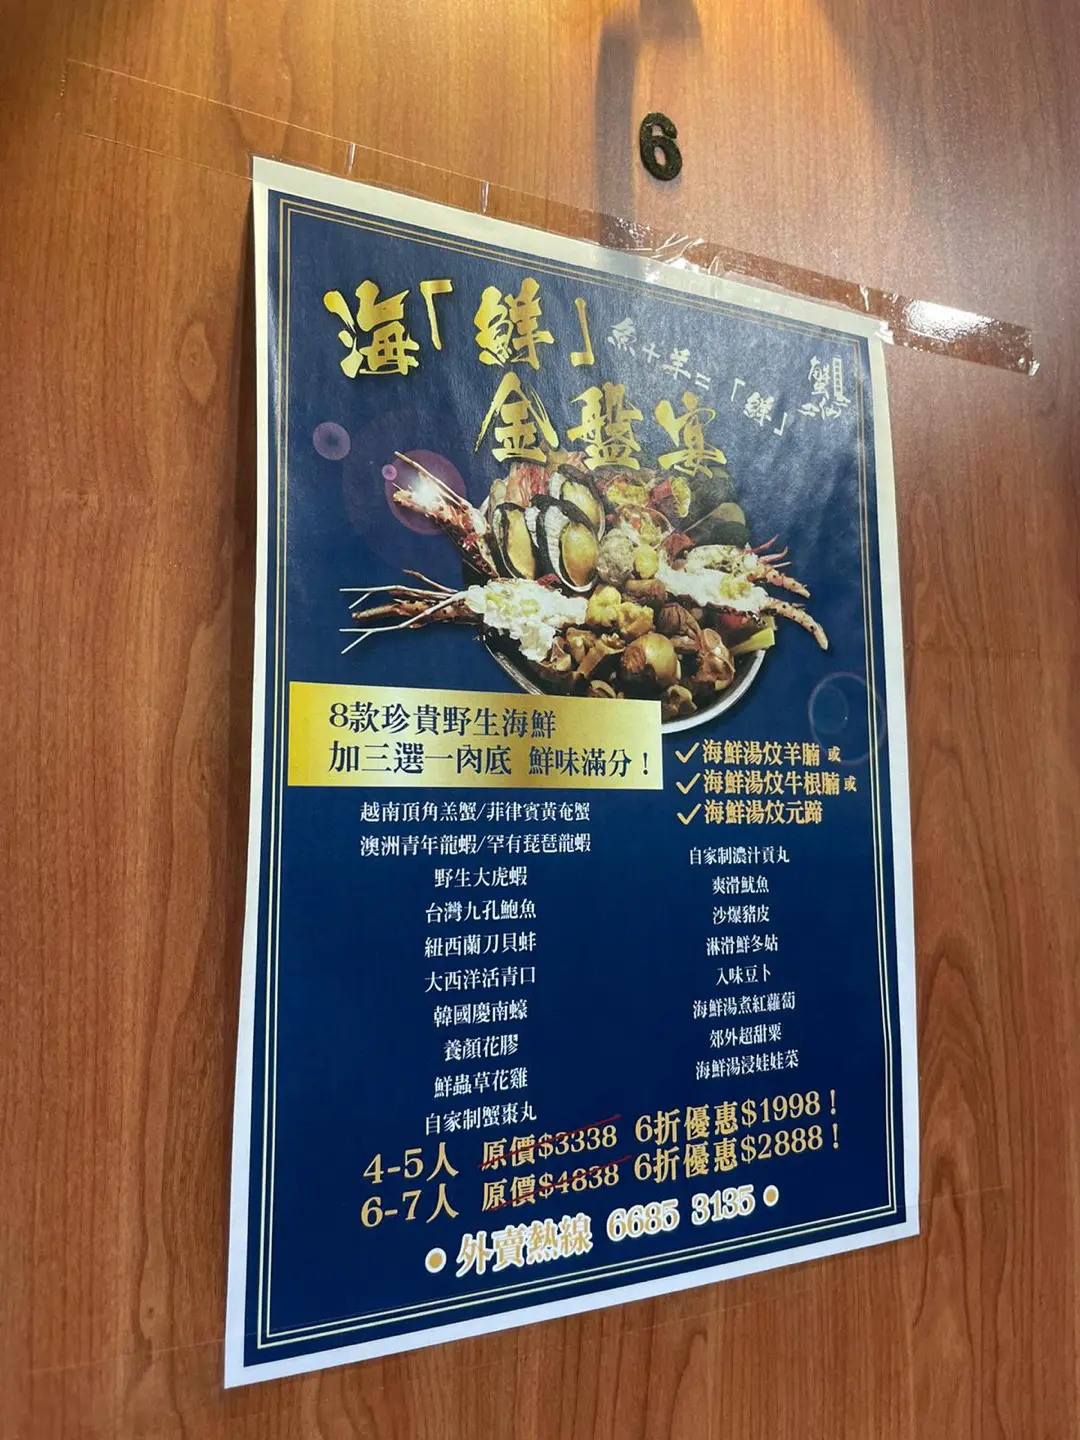 6
海「鮮」
魚+羊=「鮮」
蟹仙
金盤宴
8款珍貴野生海鮮
加三選一肉底 鮮味滿分！
✓海鮮湯炆羊腩 或
✓海鮮湯炆牛根腩 或
✓海鮮湯炆元蹄
越南頂角羔蟹/菲律賓黃奄蟹
澳洲青年龍蝦/罕有琵琶龍蝦
野生大虎蝦
台灣九孔鮑魚
紐西蘭刀貝蚌
大西洋活青口
韓國慶南蠔
養顏花膠
鮮蟲草花雞
自家制蟹棗丸
自家制濃汁貢丸
爽滑魷魚
沙爆豬皮
淋滑鮮冬姑
入味豆卜
海鮮湯煮紅蘿蔔
郊外超甜栗
海鮮湯浸娃娃菜
4-5人 原價$3338 6折優惠$1998！
6-7人 原價$4838 6折優惠$2888！
● 外賣熱線 6685 3135 ●